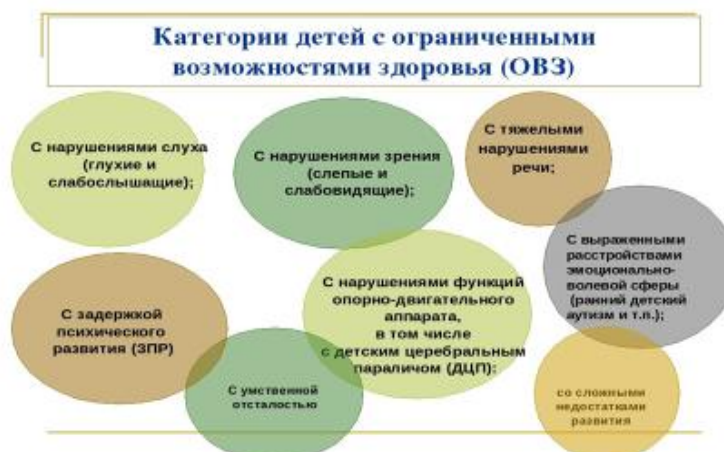 Категории детей с ограниченными
возможностями здоровья (ОВЗ)
С нарушениями слуха
(глухие и
слабослышащие);
С нарушениями зрения
(слепые и
слабовидящие);
С тяжелыми
нарушениями
речи;
С выраженными
расстройствами
эмоционально-
волевой сферы
(ранний детский
аутизм и т.п.);
С задержкой
психического
развития (ЗПР)
С нарушениями функций
опорно-двигательного
аппарата,
в том числе
с детским церебральным
параличом (ДЦП):
С умственной
отсталостью
со сложными
недостатками
развития